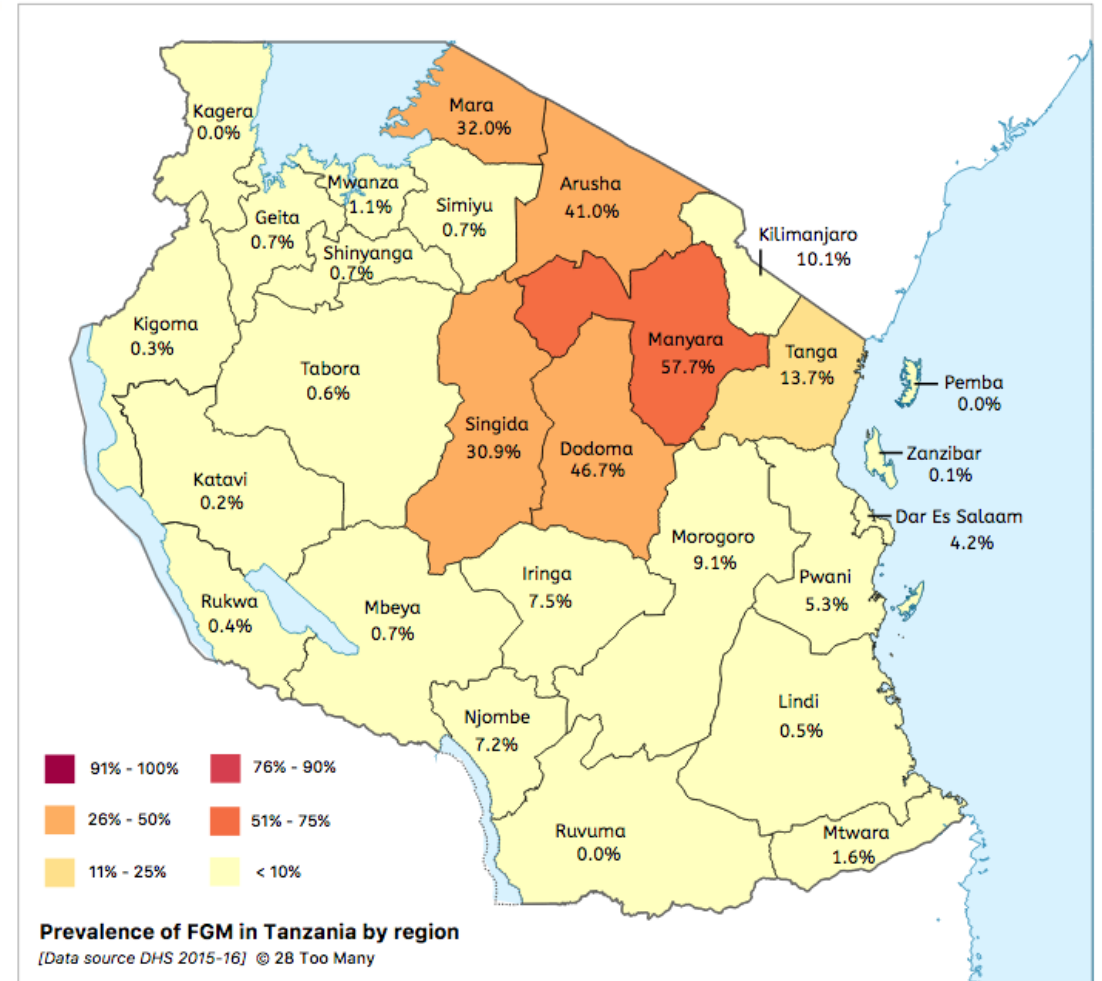 Kagera
0.0%
Mara
32.0%
Mwanza
1.1%
Simiyu
0.7%
Arusha
41.0%
Geita
0.7%
Shinyanga
0.7%
Kilimanjaro
10.1%
Kigoma
0.3%
Tabora
0.6%
Manyara
57.7%
Tanga
13.7%
Pemba
0.0%
Singida
30.9%
Dodoma
46.7%
Zanzibar
0.1%
Katavi
0.2%
Dar Es Salaam
4.2%
Morogoro
9.1%
Iringa
7.5%
Pwani
5.3%
Rukwa
0.4%
Mbeya
0.7%
Lindi
0.5%
Njombe
7.2%
Ruvuma
0.0%
Mtwara
1.6%
91% - 100%
76% - 90%
26% - 50%
51% - 75%
11% - 25%
< 10%
Prevalence of FGM in Tanzania by region
[Data source DHS 2015-16] © 28 Too Many